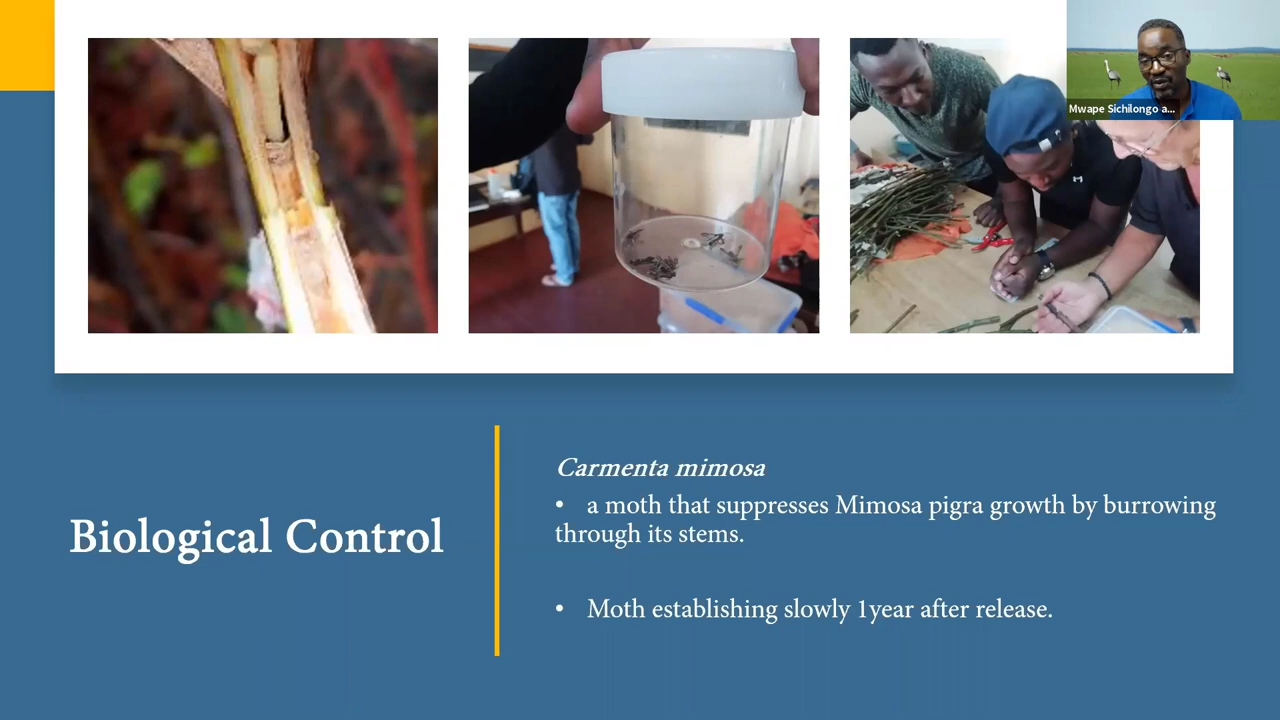 Mwape Sichilongo a...
Biological Control
Carmenta mimosa
• a moth that suppresses Mimosa pigra growth by burrowing
through its stems.
• Moth establishing slowly 1year after release.